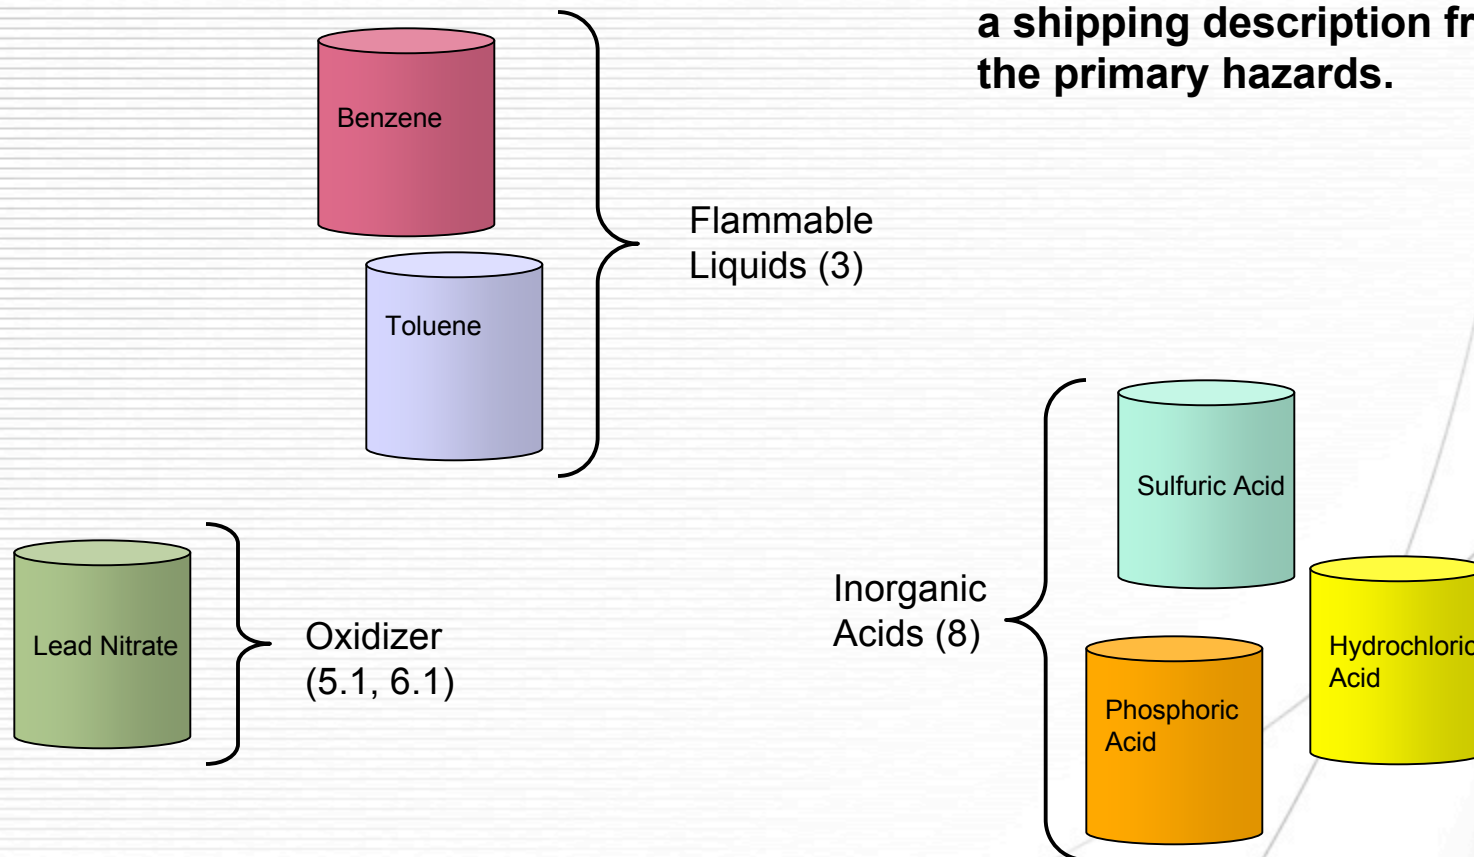 a shipping description
the primary hazards.
Benzene
Flammable
Liquids (3)
Toluene
Sulfuric Acid
Inorganic
Acids (8)
Lead Nitrate
Oxidizer
(5.1, 6.1)
Hydrochloric
Acid
Phosphoric
Acid